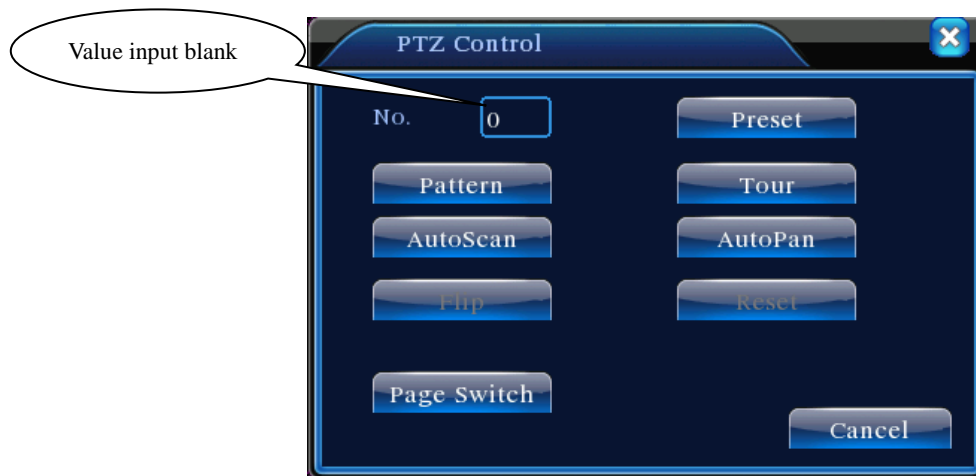 Value input blank
PTZ Control
No. 0 Preset
Pattern Tour
AutoScan AutoPan
Flip Reset
Page Switch
Cancel